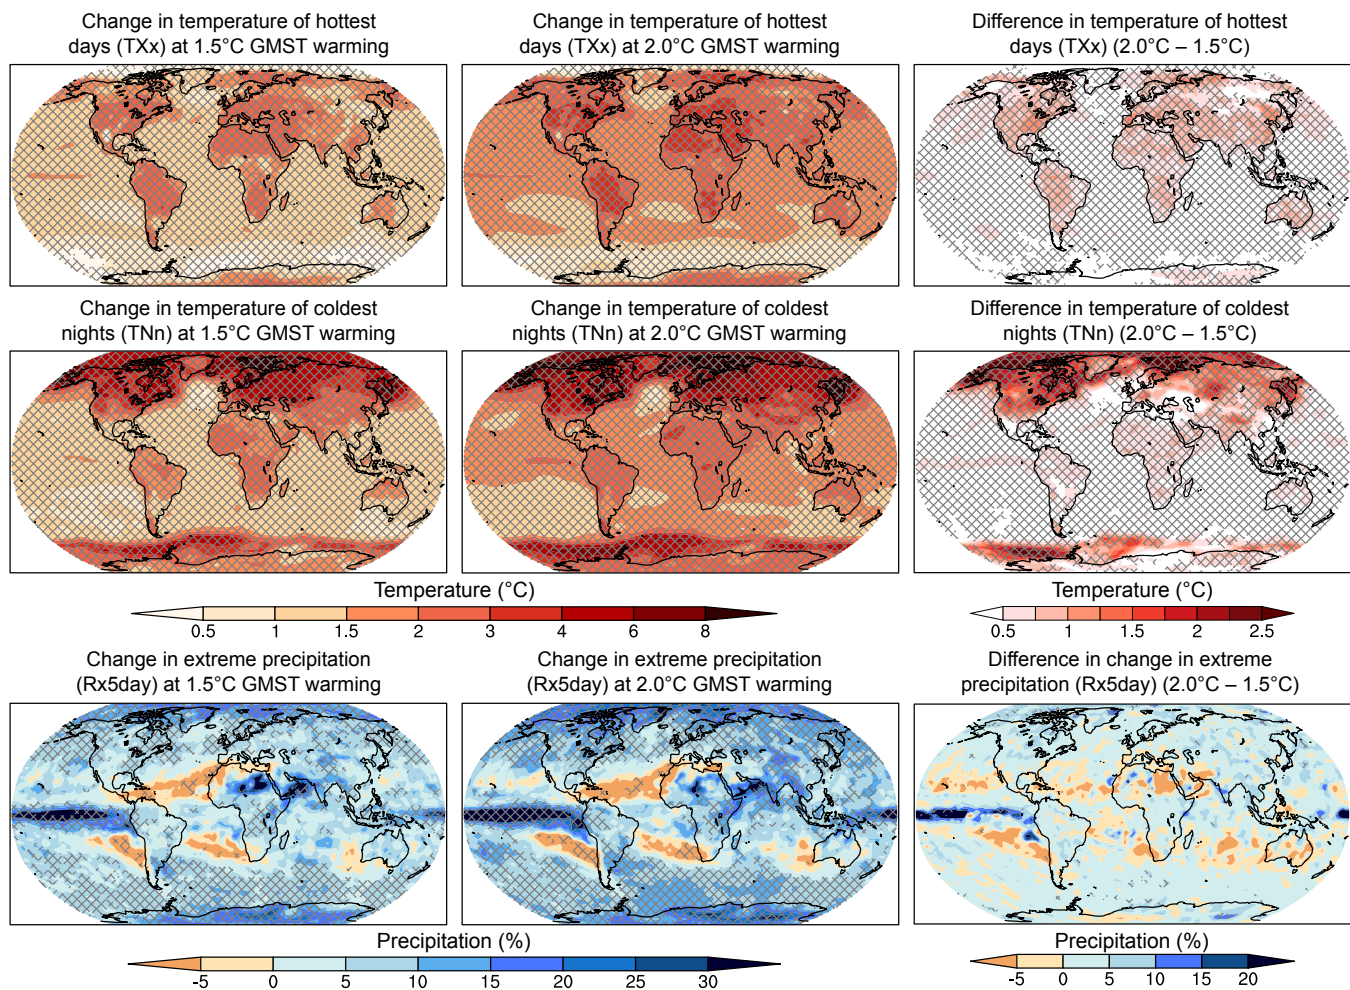 Change in temperature of hottest
days (TXx) at 1.5°C GMST warming
Change in temperature of hottest
days (TXx) at 2.0°C GMST warming
Difference in temperature of hottest
days (TXx) (2.0°C – 1.5°C)
Change in temperature of coldest
nights (TNn) at 1.5°C GMST warming
Change in temperature of coldest
nights (TNn) at 2.0°C GMST warming
Difference in temperature of coldest
nights (TNn) (2.0°C – 1.5°C)
Temperature (°C)
0.5 1 1.5 2 3 4 6 8
Temperature (°C)
0.5 1 1.5 2 2.5
Change in extreme precipitation
(Rx5day) at 1.5°C GMST warming
Change in extreme precipitation
(Rx5day) at 2.0°C GMST warming
Difference in change in extreme
precipitation (Rx5day) (2.0°C – 1.5°C)
Precipitation (%)
-5 0 5 10 15 20 25 30
Precipitation (%)
-5 0 5 10 15 20